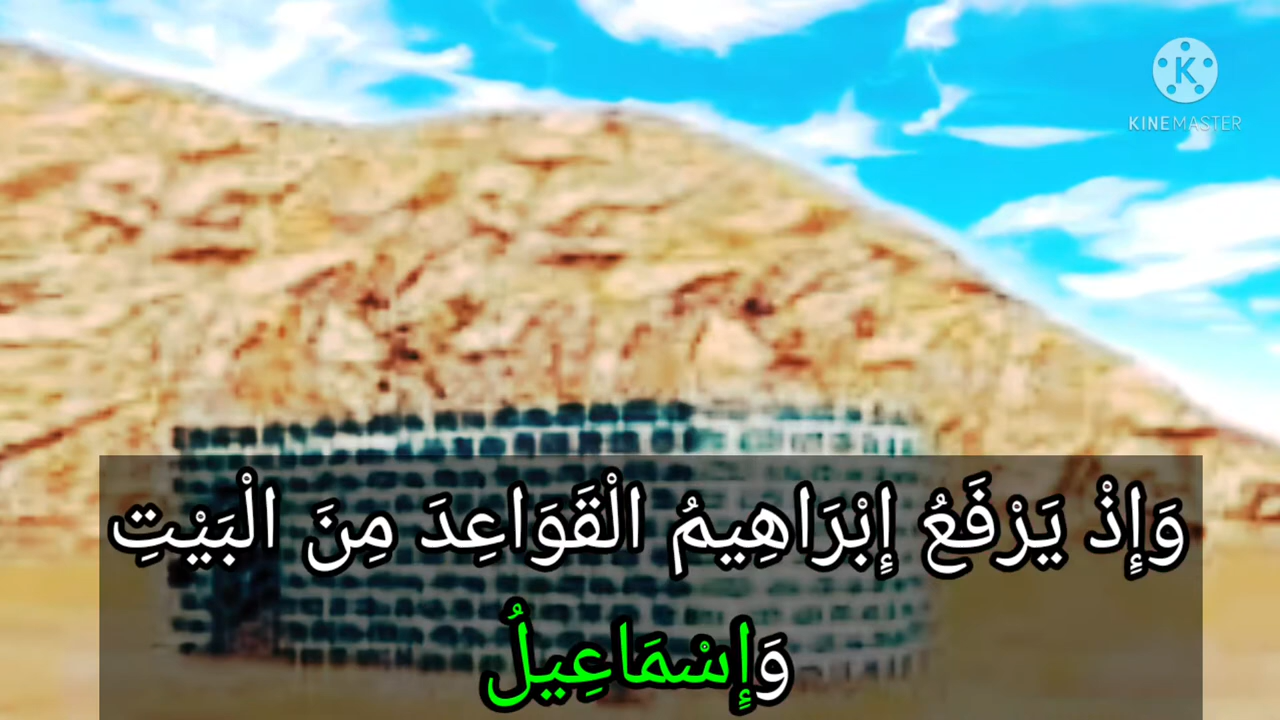 KINEMASTER
وَإِذْ يَرْفَعُ إِبْرَاهِيمُ الْقَوَاعِدَ مِنَ الْبَيْتِ
وَإِسْمَاعِيلُ